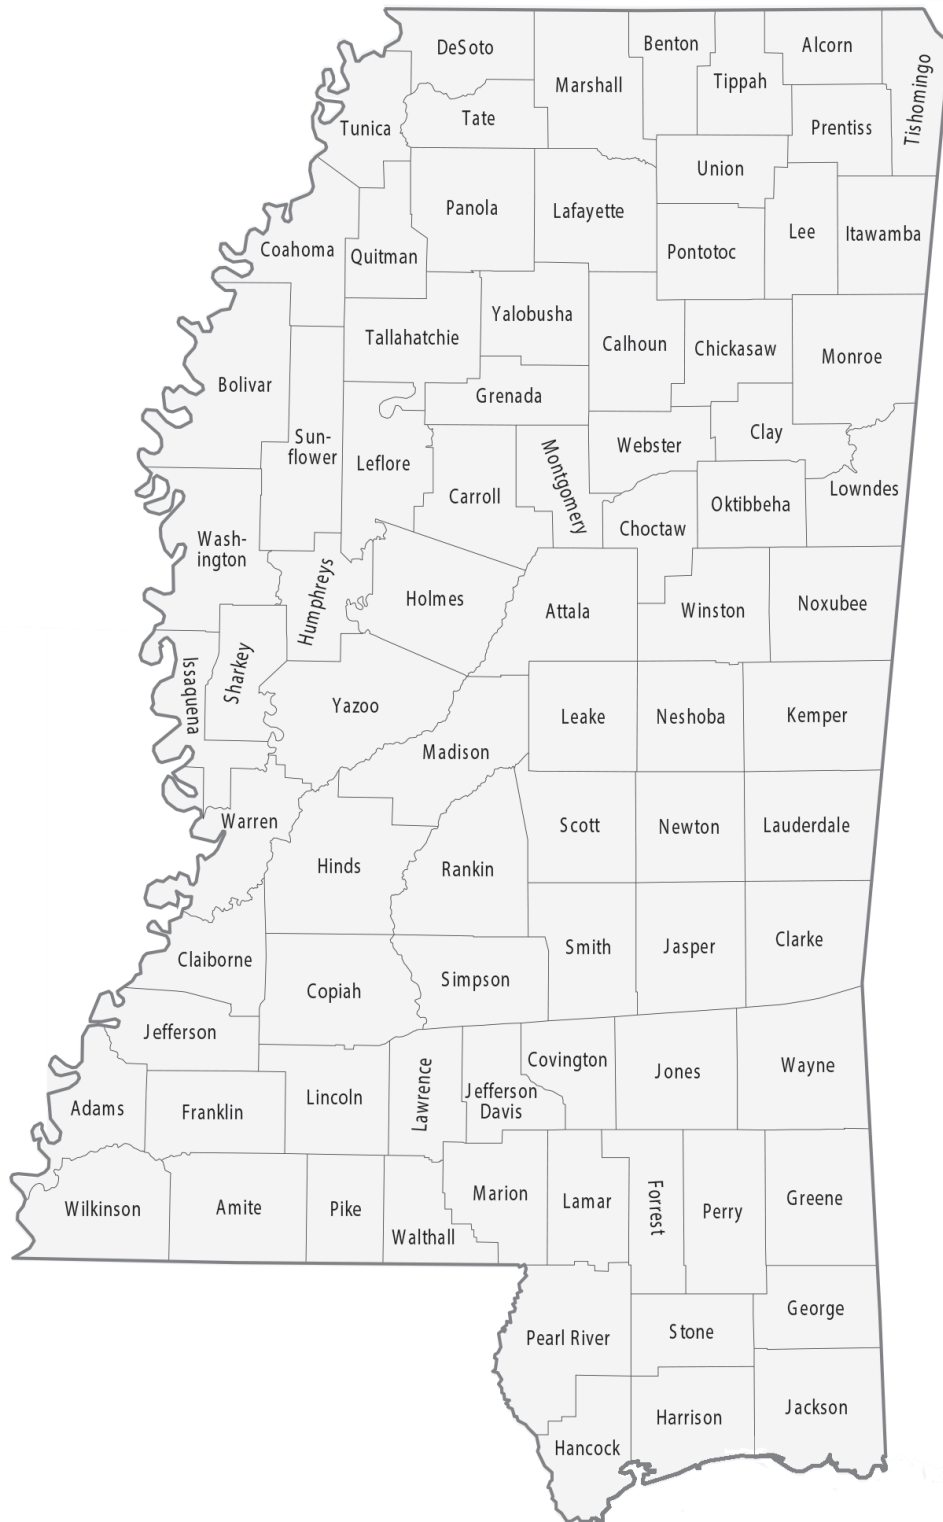 DeSoto
Benton
Alcorn
Tippah
Marshall
Tishomingo
Tate
Tunica
Prentiss
Union
Panola
Lafayette
Lee
Itawamba
Coahoma
Quitman
Pontotoc
Yalobusha
Tallahatchie
Calhoun
Chickasaw
Monroe
Bolivar
Grenada
Sun-
flower
Webster
Clay
Leflore
Montgomery
Carroll
Lowndes
Oktibbeha
Choctaw
Wash-
ington
Humphreys
Holmes
Attala
Winston
Noxubee
Issaquena
Sharkey
Yazoo
Leake
Neshoba
Kemper
Madison
Warren
Scott
Newton
Lauderdale
Hinds
Rankin
Claiborne
Smith
Jasper
Clarke
Copiah
Simpson
Jefferson
Covington
Jones
Wayne
Lawrence
Jefferson
Davis
Adams
Franklin
Lincoln
Wilkinson
Amite
Pike
Walthall
Marion
Lamar
Forrest
Perry
Greene
George
Pearl River
Stone
Jackson
Harrison
Hancock